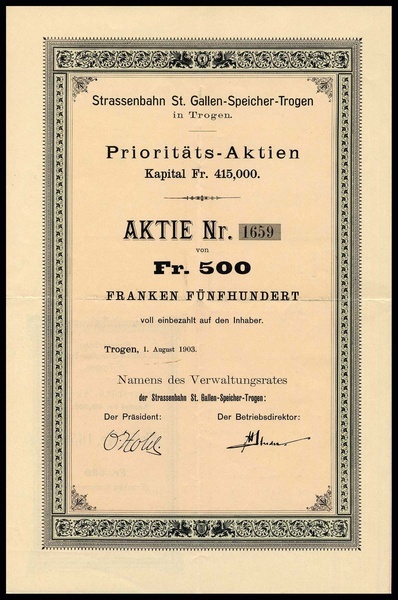 Strassenbahn St. Gallen-Speicher-Trogen
in Trogen.
Prioritäts-Aktien
Kapital Fr. 415,000.
AKTIE Nr. 1659
von
Fr. 500
FRANKEN FÜNFHUNDERT
voll einbezahlt auf den Inhaber.
Trogen, 1. August 1903.
Namens des Verwaltungsrates
der Strassenbahn St. Gallen-Speicher-Trogen:
Der Präsident: Der Betriebsdirektor: